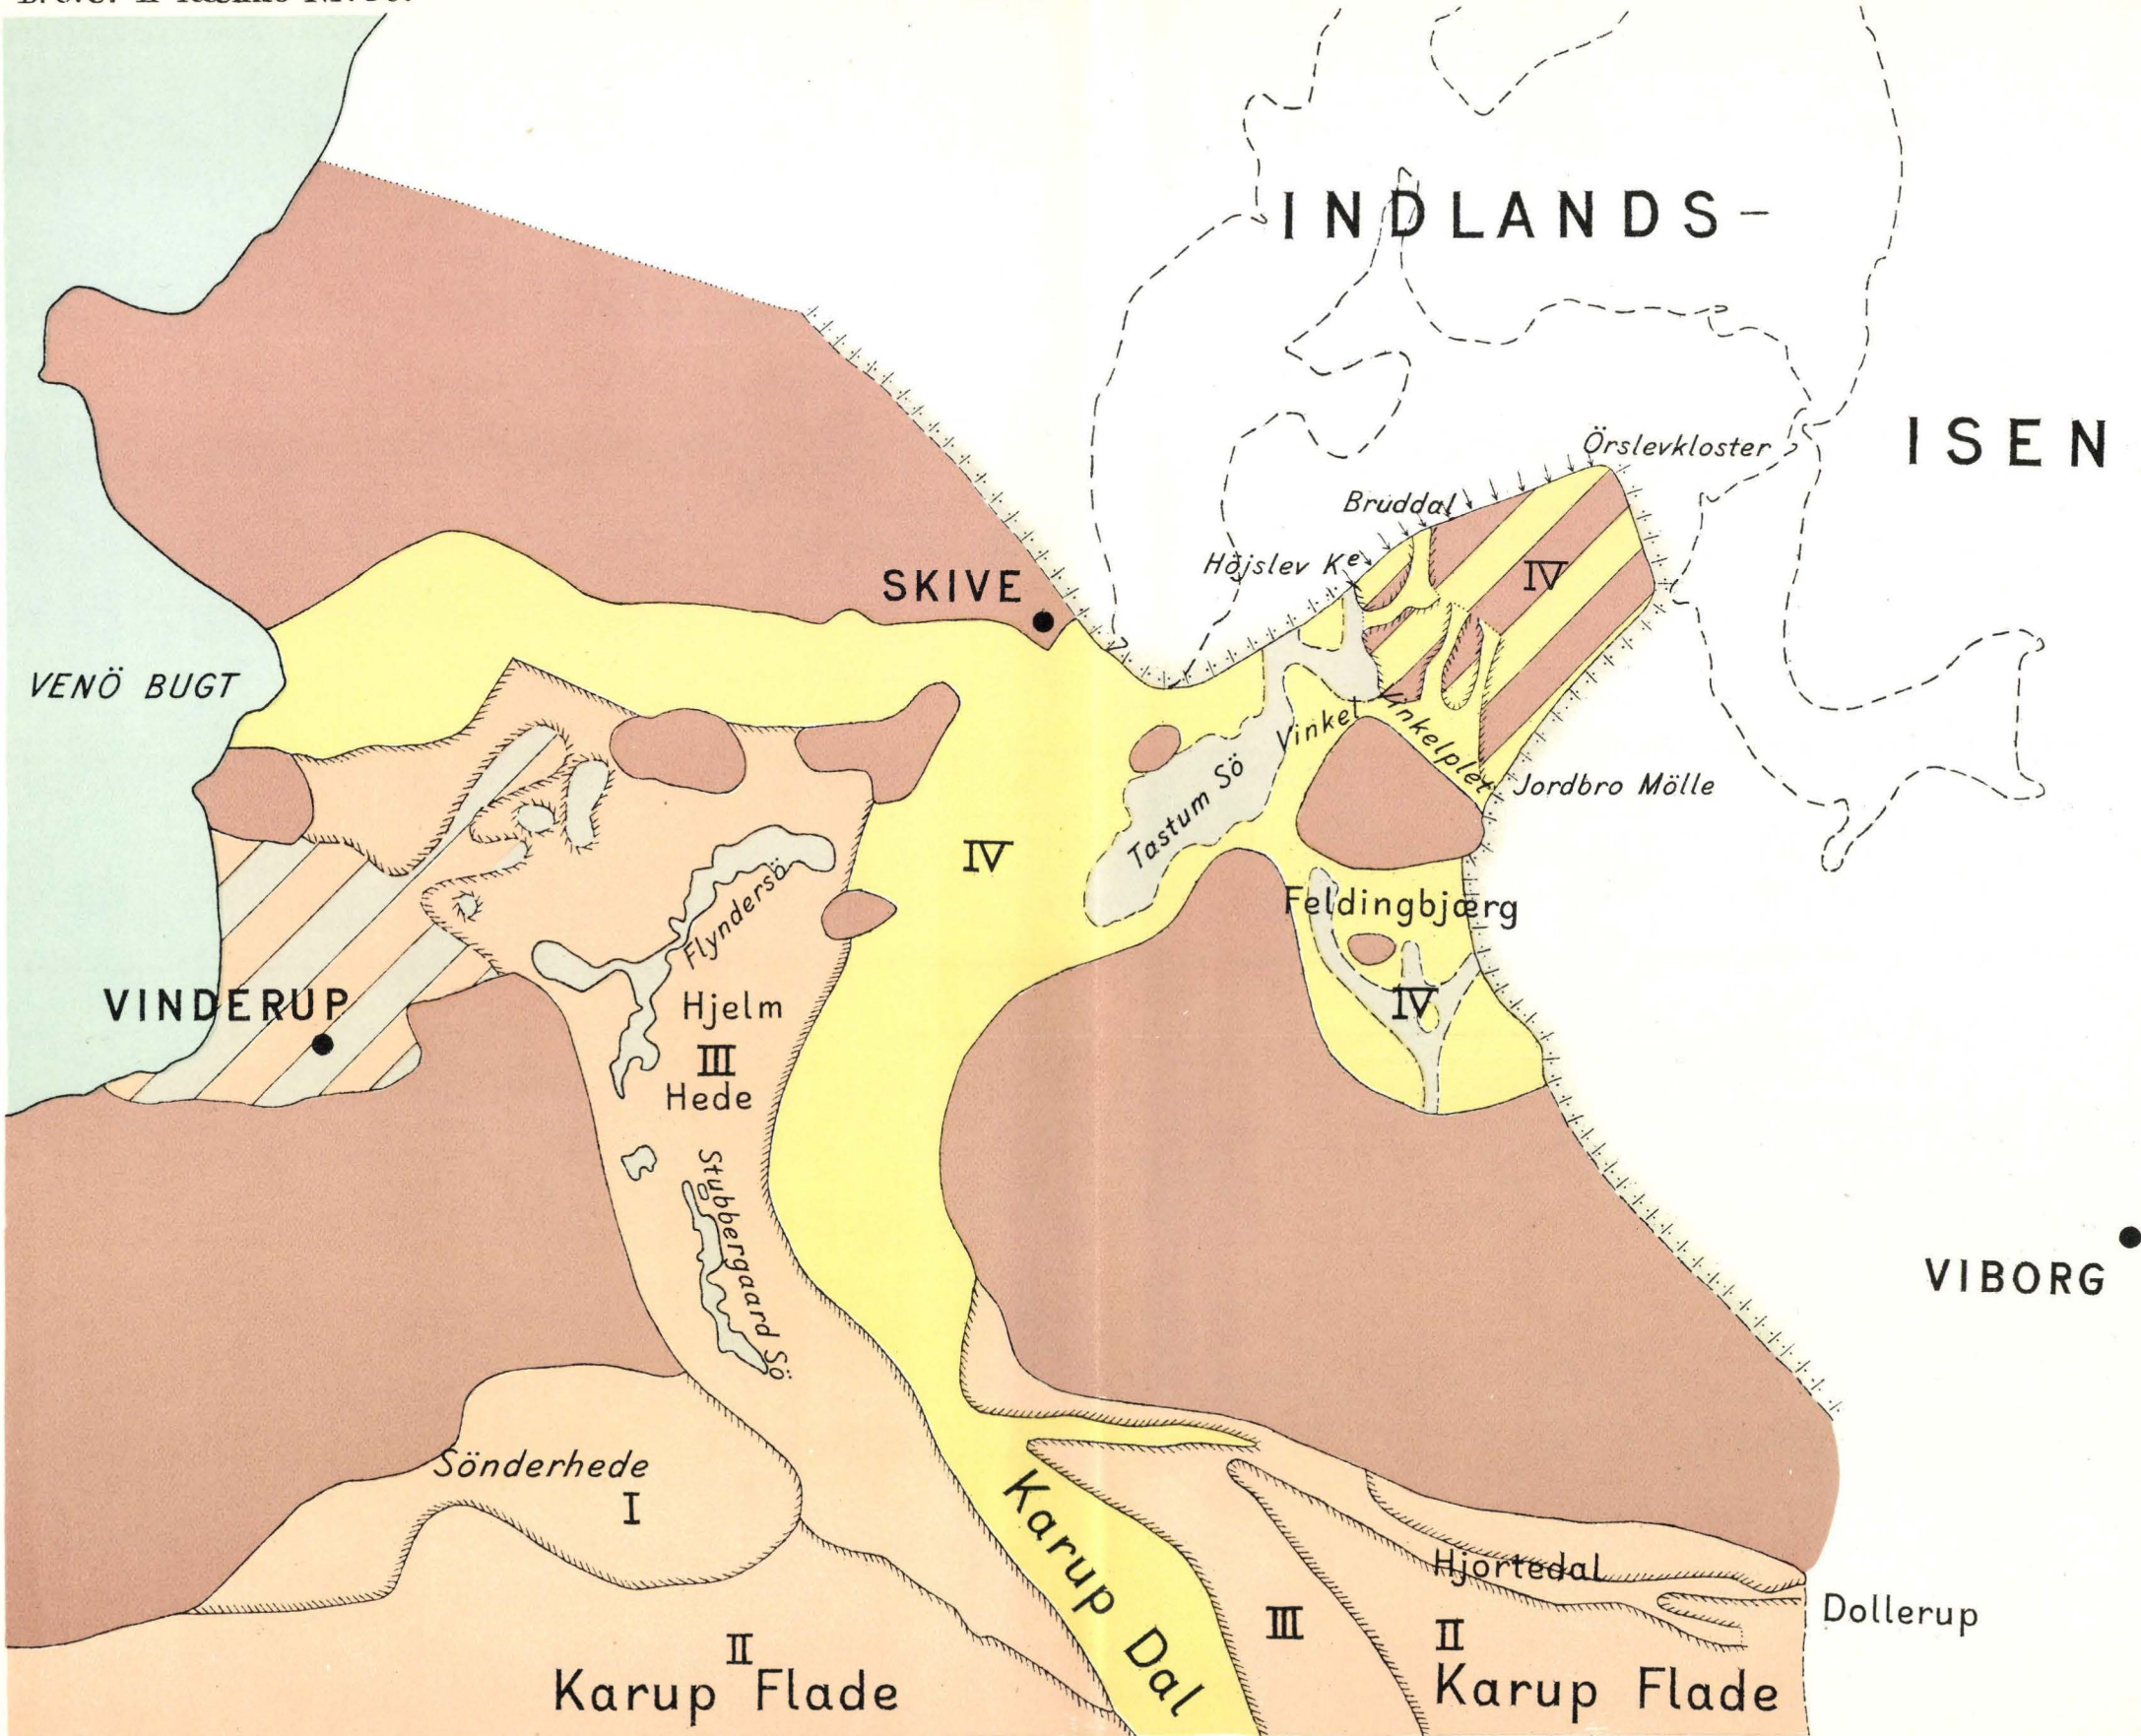 INDLANDS-
ISEN
Örslevkloster
Bruddal
Höjslev Ke
SKIVE
IV
VENÖ BUGT
Vinkel
Vinkelplet
Tastum Sö
Jordbro Mölle
IV
Flyndersö
Feldingbjærg
IV
VINDERUP
Hjelm
III
Hede
Stubbergaard Sö
VIBORG
Sönderhede
I
Karup Dal
Hjortedal
Dollerup
III
II
II
Karup Flade
Karup Flade